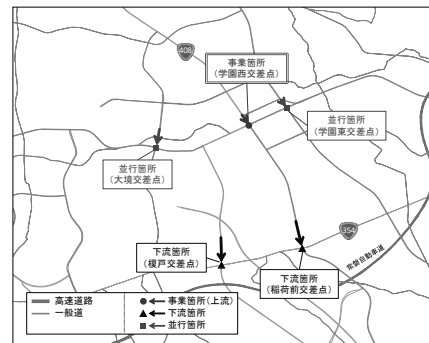 408
事業箇所
(学園西交差点)
並行箇所
(学園東交差点)
並行箇所
(大境交差点)
354
常磐自動車道
下流箇所
(榎戸交差点)
下流箇所
(稲荷前交差点)
高速道路
一般道
事業箇所(上流)
下流箇所
並行箇所